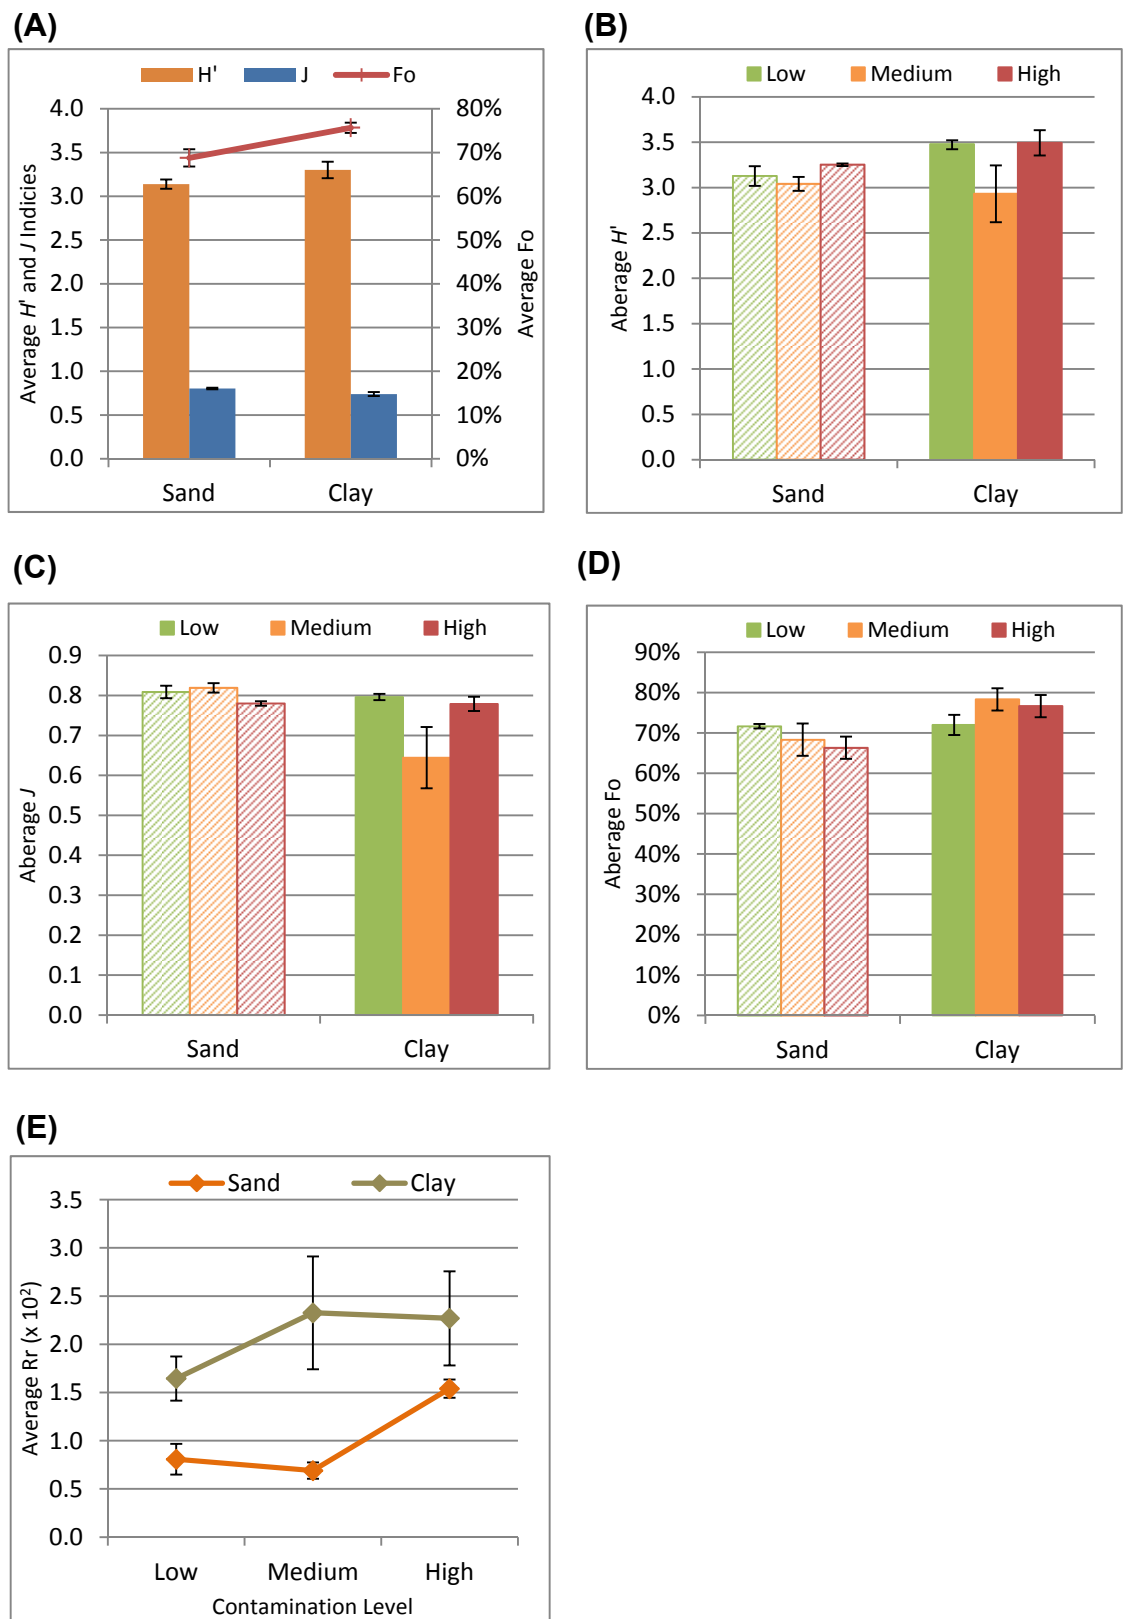 (A)
H' J Fo
4.0
3.5
3.0
2.5
2.0
1.5
1.0
0.5
0.0
80%
70%
60%
50%
40%
30%
20%
10%
0%
Average H' and J Indicies
Average Fo
Sand Clay
(B)
Low Medium High
4.0
3.5
3.0
2.5
2.0
1.5
1.0
0.5
0.0
Aberage H'
Sand Clay
(C)
Low Medium High
0.9
0.8
0.7
0.6
0.5
0.4
0.3
0.2
0.1
0.0
Aberage J
Sand Clay
(D)
Low Medium High
90%
80%
70%
60%
50%
40%
30%
20%
10%
0%
Aberage Fo
Sand Clay
(E)
Sand Clay
3.5
3.0
2.5
2.0
1.5
1.0
0.5
0.0
Average Rr (x 10²)
Low Medium High
Contamination Level